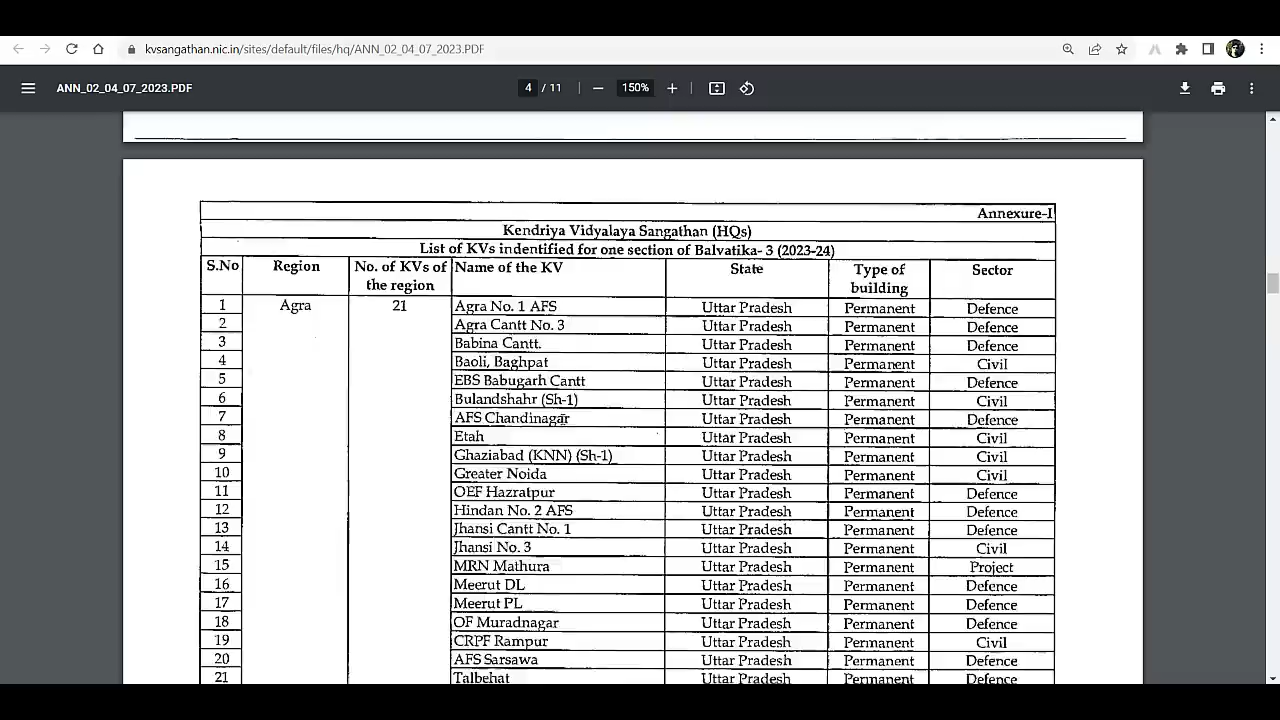 kvsangathan.nic.in/sites/default/files/hq/ANN_02_04_07_2023.PDF
ANN_02_04_07_2023.PDF 4 / 11 150%
Annexure-I
Kendriya Vidyalaya Sangathan (HQs)
List of KVs indentified for one section of Balvatika- 3 (2023-24)
S.No Region No. of KVs of the region Name of the KV State Type of building Sector
1 Agra 21 Agra No. 1 AFS Uttar Pradesh Permanent Defence
2 Agra Cantt No. 3 Uttar Pradesh Permanent Defence
3 Babina Cantt. Uttar Pradesh Permanent Defence
4 Baoli, Baghpat Uttar Pradesh Permanent Civil
5 EBS Babugarh Cantt Uttar Pradesh Permanent Defence
6 Bulandshahr (Sh-1) Uttar Pradesh Permanent Civil
7 AFS Chandinagar Uttar Pradesh Permanent Defence
8 Etah Uttar Pradesh Permanent Civil
9 Ghaziabad (KNN) (Sh-1) Uttar Pradesh Permanent Civil
10 Greater Noida Uttar Pradesh Permanent Civil
11 OEF Hazratpur Uttar Pradesh Permanent Defence
12 Hindan No. 2 AFS Uttar Pradesh Permanent Defence
13 Jhansi Cantt No. 1 Uttar Pradesh Permanent Defence
14 Jhansi No. 3 Uttar Pradesh Permanent Civil
15 MRN Mathura Uttar Pradesh Permanent Project
16 Meerut DL Uttar Pradesh Permanent Defence
17 Meerut PL Uttar Pradesh Permanent Defence
18 OF Muradnagar Uttar Pradesh Permanent Defence
19 CRPF Rampur Uttar Pradesh Permanent Civil
20 AFS Sarsawa Uttar Pradesh Permanent Defence
21 Talbehat Uttar Pradesh Permanent Defence